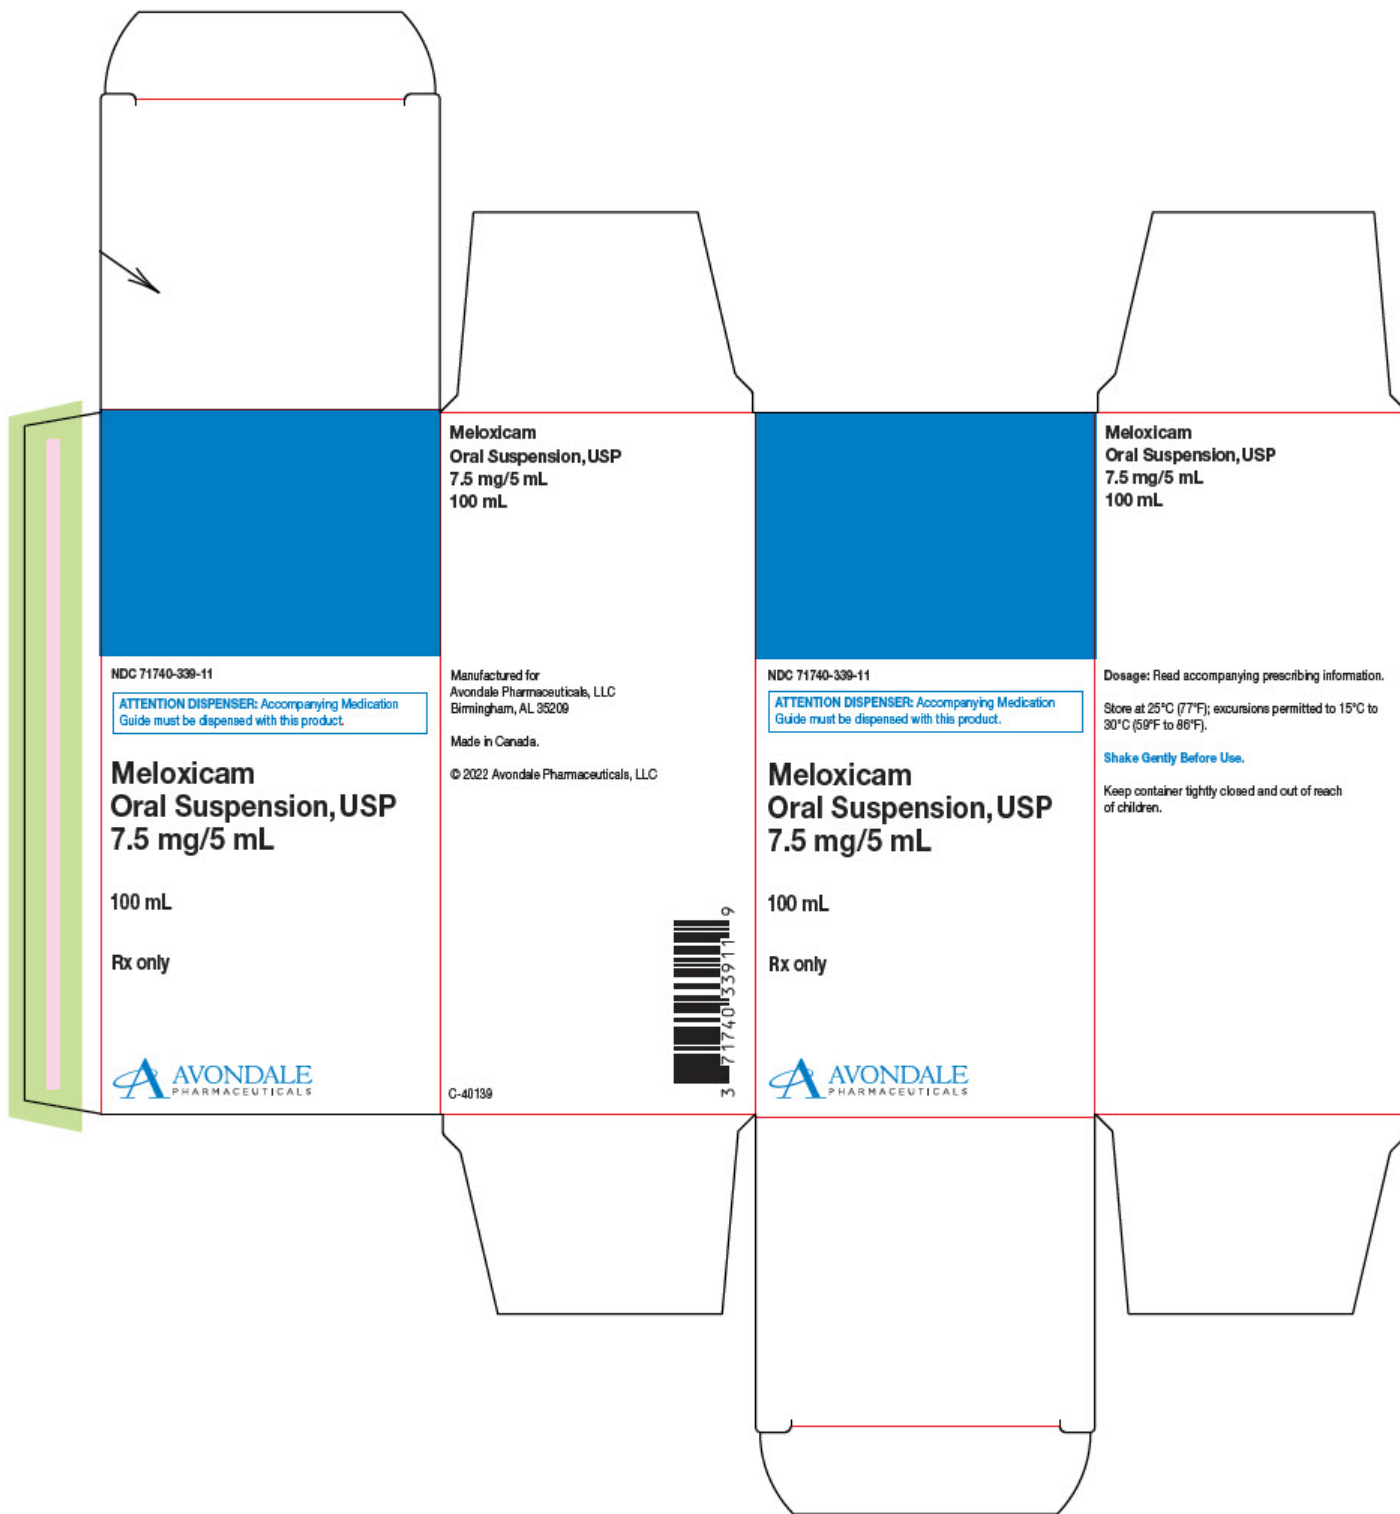 NDC 71740-339-11
ATTENTION DISPENSER: Accompanying Medication
Guide must be dispensed with this product.
Meloxicam
Oral Suspension, USP
7.5 mg/5 mL
100 mL
Rx only
AVONDALE
PHARMACEUTICALS
Meloxicam
Oral Suspension, USP
7.5 mg/5 mL
100 mL
Manufactured for
Avondale Pharmaceuticals, LLC
Birmingham, AL 35209
Made in Canada.
© 2022 Avondale Pharmaceuticals, LLC
3 71740 33911 9
C-40139
NDC 71740-339-11
ATTENTION DISPENSER: Accompanying Medication
Guide must be dispensed with this product.
Meloxicam
Oral Suspension, USP
7.5 mg/5 mL
100 mL
Rx only
AVONDALE
PHARMACEUTICALS
Meloxicam
Oral Suspension, USP
7.5 mg/5 mL
100 mL
Dosage: Read accompanying prescribing information.
Store at 25°C (77°F); excursions permitted to 15°C to
30°C (59°F to 86°F).
Shake Gently Before Use.
Keep container tightly closed and out of reach
of children.